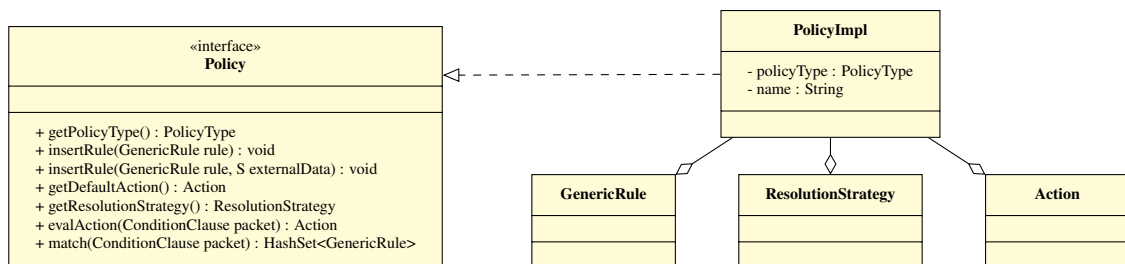 «interface»
Policy
+ getPolicyType() : PolicyType
+ insertRule(GenericRule rule) : void
+ insertRule(GenericRule rule, S externalData) : void
+ getDefaultAction() : Action
+ getResolutionStrategy() : ResolutionStrategy
+ evalAction(ConditionClause packet) : Action
+ match(ConditionClause packet) : HashSet<GenericRule>
PolicyImpl
- policyType : PolicyType
- name : String
GenericRule
ResolutionStrategy
Action